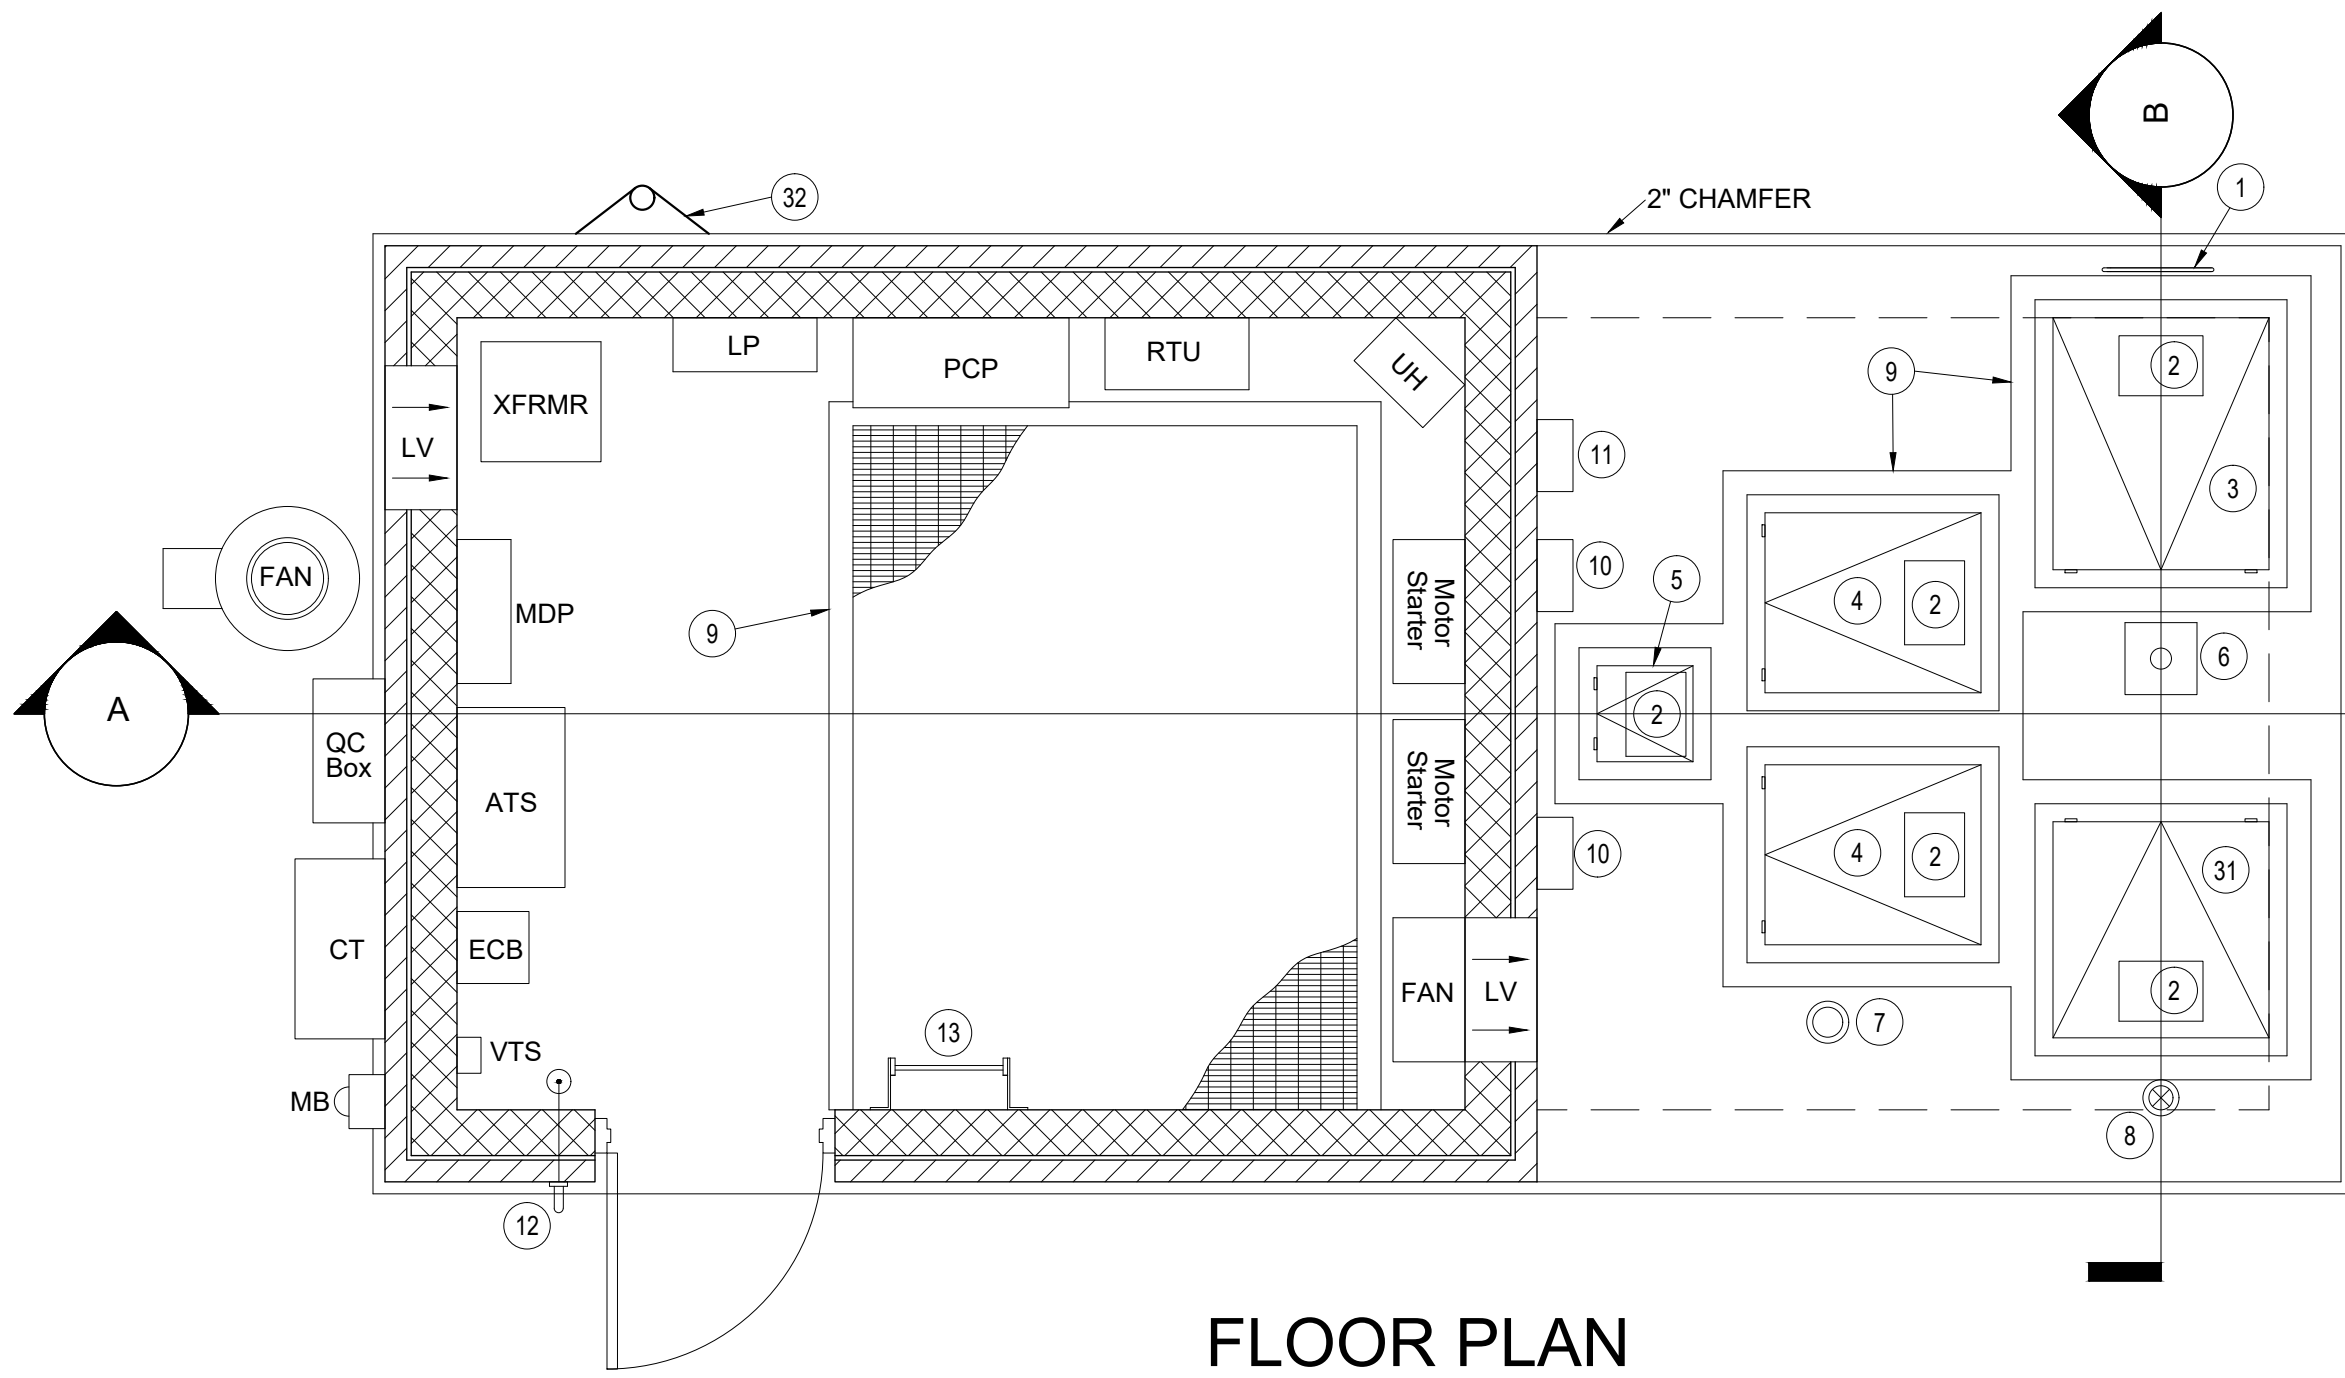 B
1
32
2" CHAMFER
LP
PCP
RTU
UH
2
9
XFRMR
LV
11
3
FAN
10
5
4
2
MDP
9
Motor
Starter
6
A
2
QC
Box
ATS
Motor
Starter
10
4
2
31
CT
ECB
FAN
LV
2
13
7
VTS
MB
8
12
FLOOR PLAN